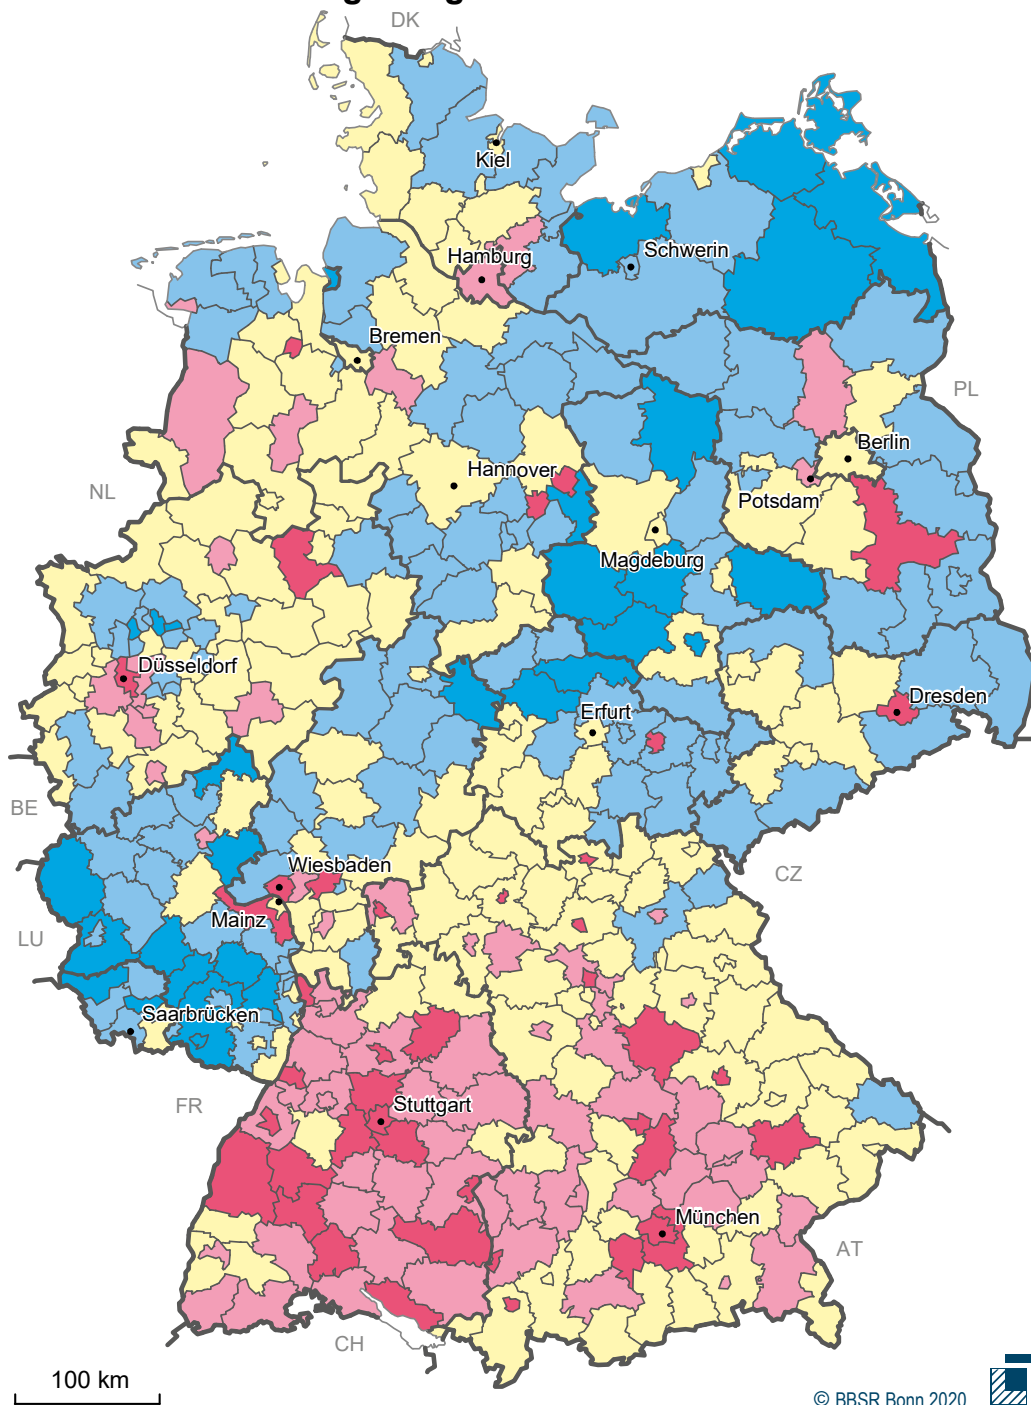 DK
Kiel
Schwerin
Hamburg
Bremen
PL
Berlin
Hannover
NL
Potsdam
Magdeburg
Düsseldorf
Dresden
Erfurt
BE
Wiesbaden
CZ
Mainz
LU
Saarbrücken
FR
Stuttgart
München
AT
CH
100 km
© BBSR Bonn 2020